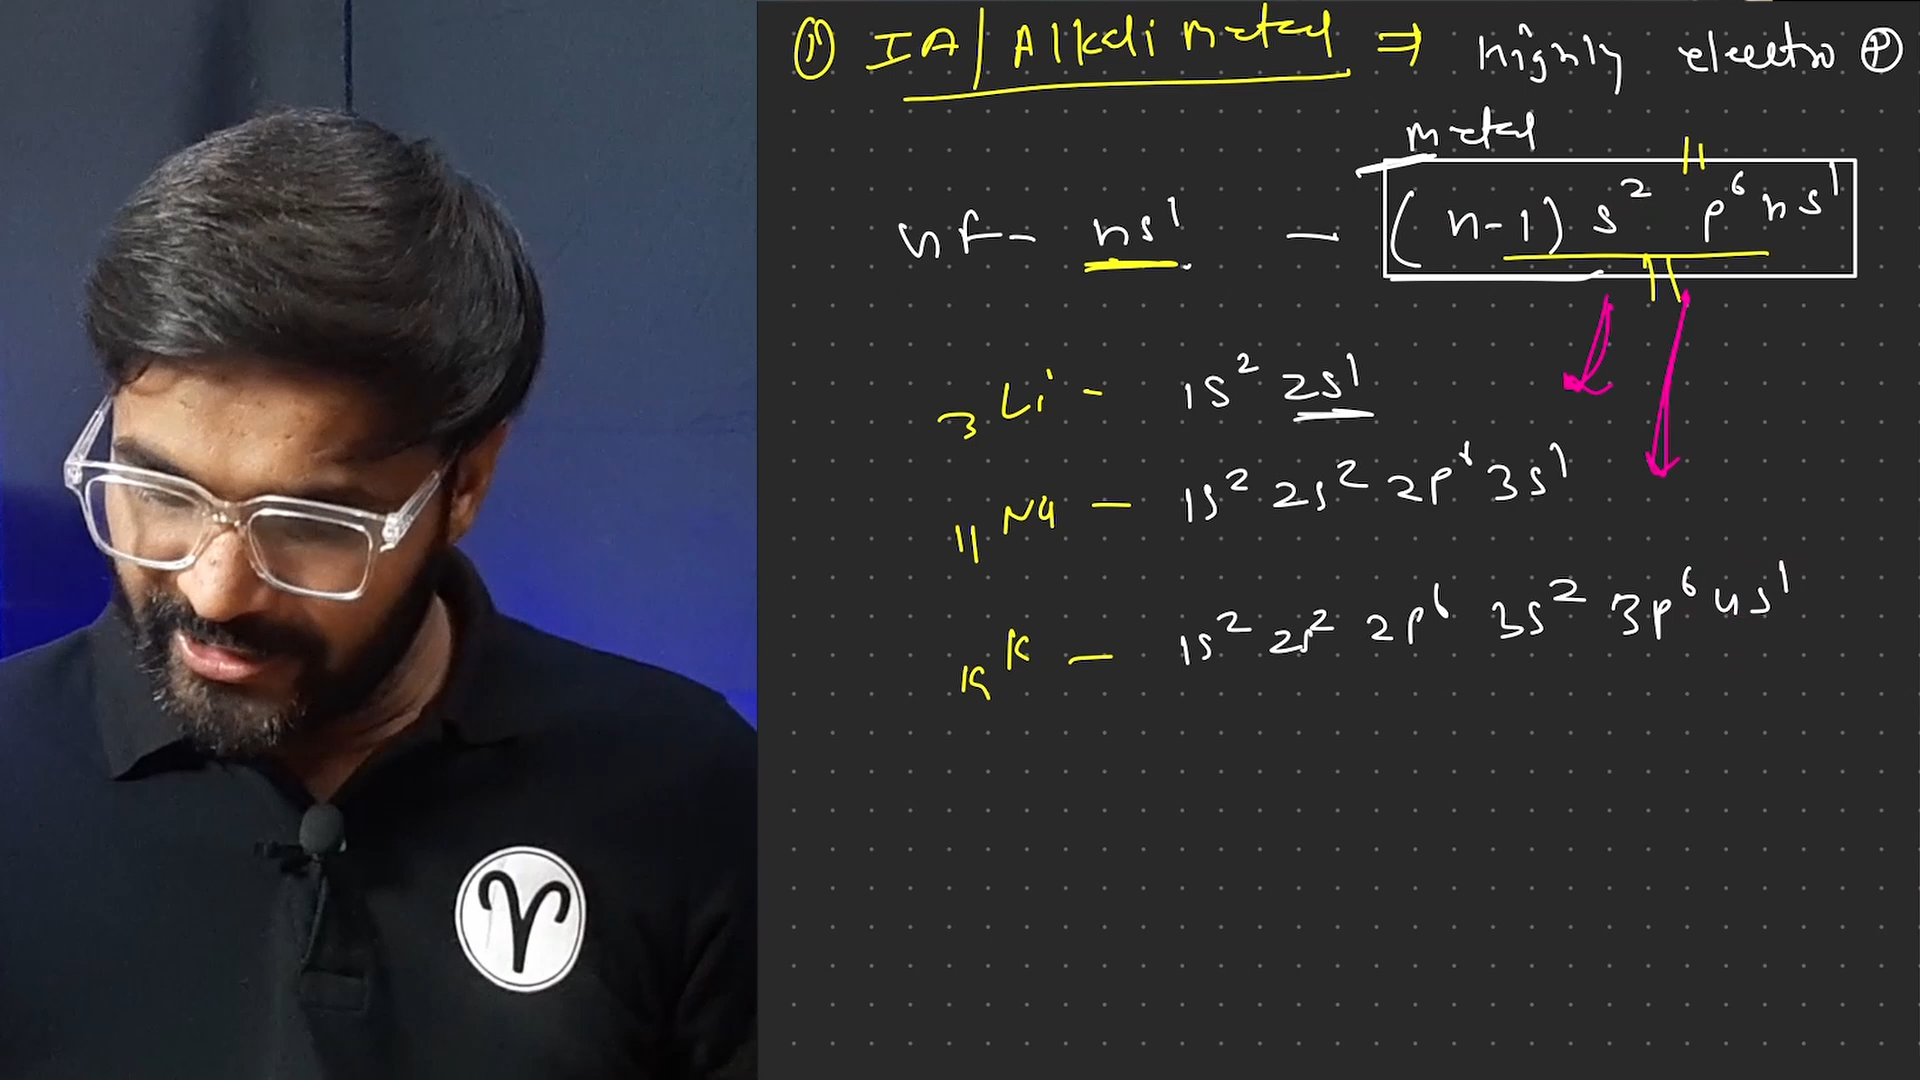 ① IA/Alkali metal ⇒ highly electro ⊕
metal
ns¹ – (n-1) s² p⁶ ns¹
₃Li – 1s² 2s¹
₁₁Na – 1s² 2s² 2p⁶ 3s¹
₁₉K – 1s² 2s² 2p⁶ 3s² 3p⁶ 4s¹